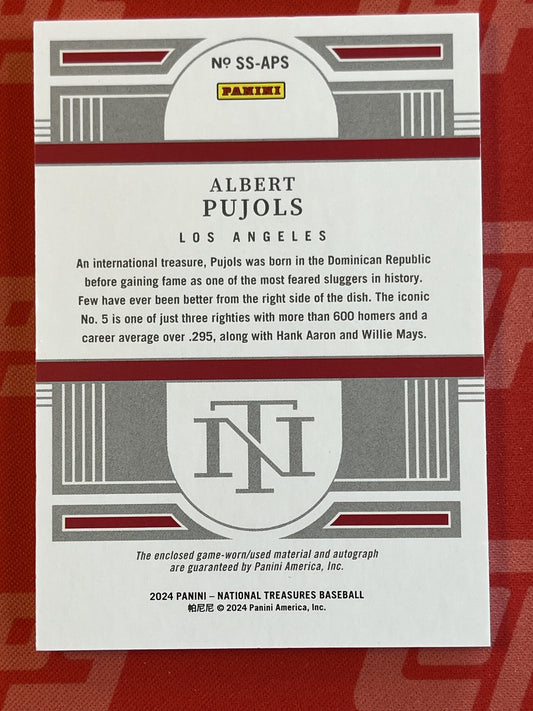 Nº SS-APS
PANINI
ALBERT
PUJOLS
LOS ANGELES
An international treasure, Pujols was born in the Dominican Republic
before gaining fame as one of the most feared sluggers in history.
Few have ever been better from the right side of the dish. The iconic
No. 5 is one of just three righties with more than 600 homers and a
career average over .295, along with Hank Aaron and Willie Mays.
NT
The enclosed game-worn/used material and autograph
are guaranteed by Panini America, Inc.
2024 PANINI – NATIONAL TREASURES BASEBALL
帕尼尼 © 2024 Panini America, Inc.